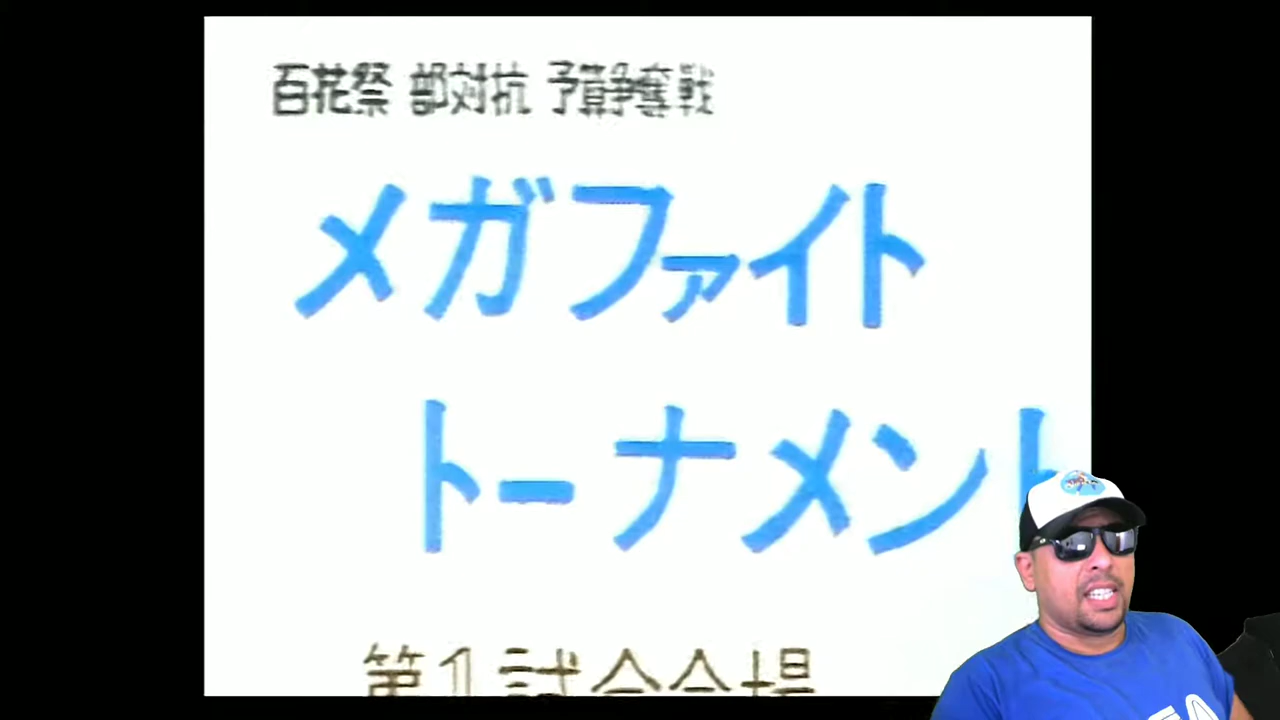 百花祭 部対抗 予算争奪戦
メガファイト
トーナメント
第1試合会場